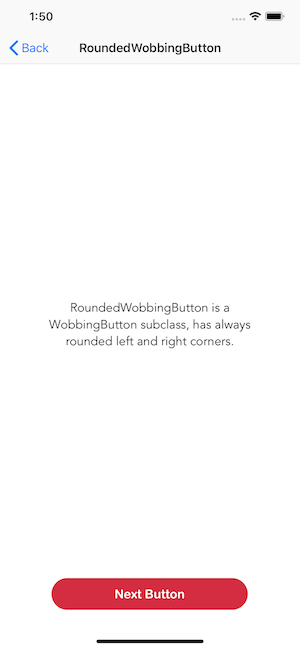 1:50
Back
RoundedWobbingButton
RoundedWobbingButton is a
WobbingButton subclass, has always
rounded left and right corners.
Next Button